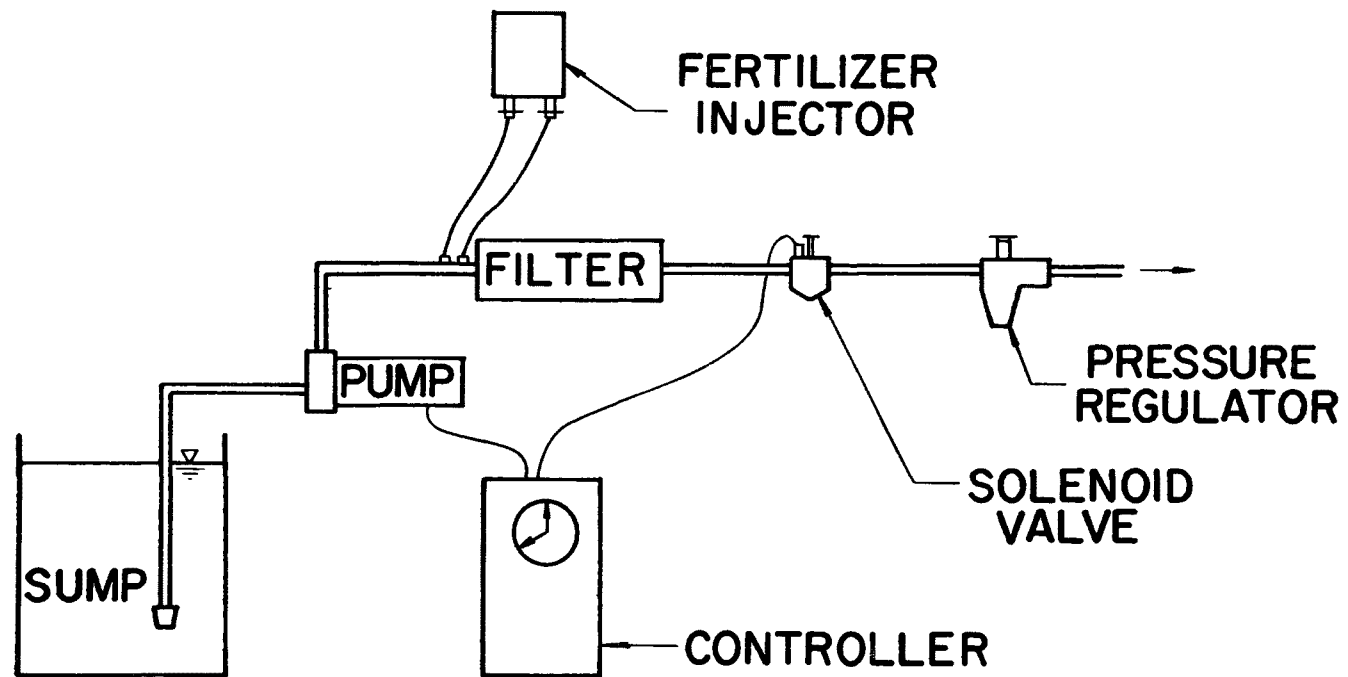 FERTILIZER
INJECTOR
FILTER
PUMP
PRESSURE
REGULATOR
SOLENOID
VALVE
SUMP
CONTROLLER